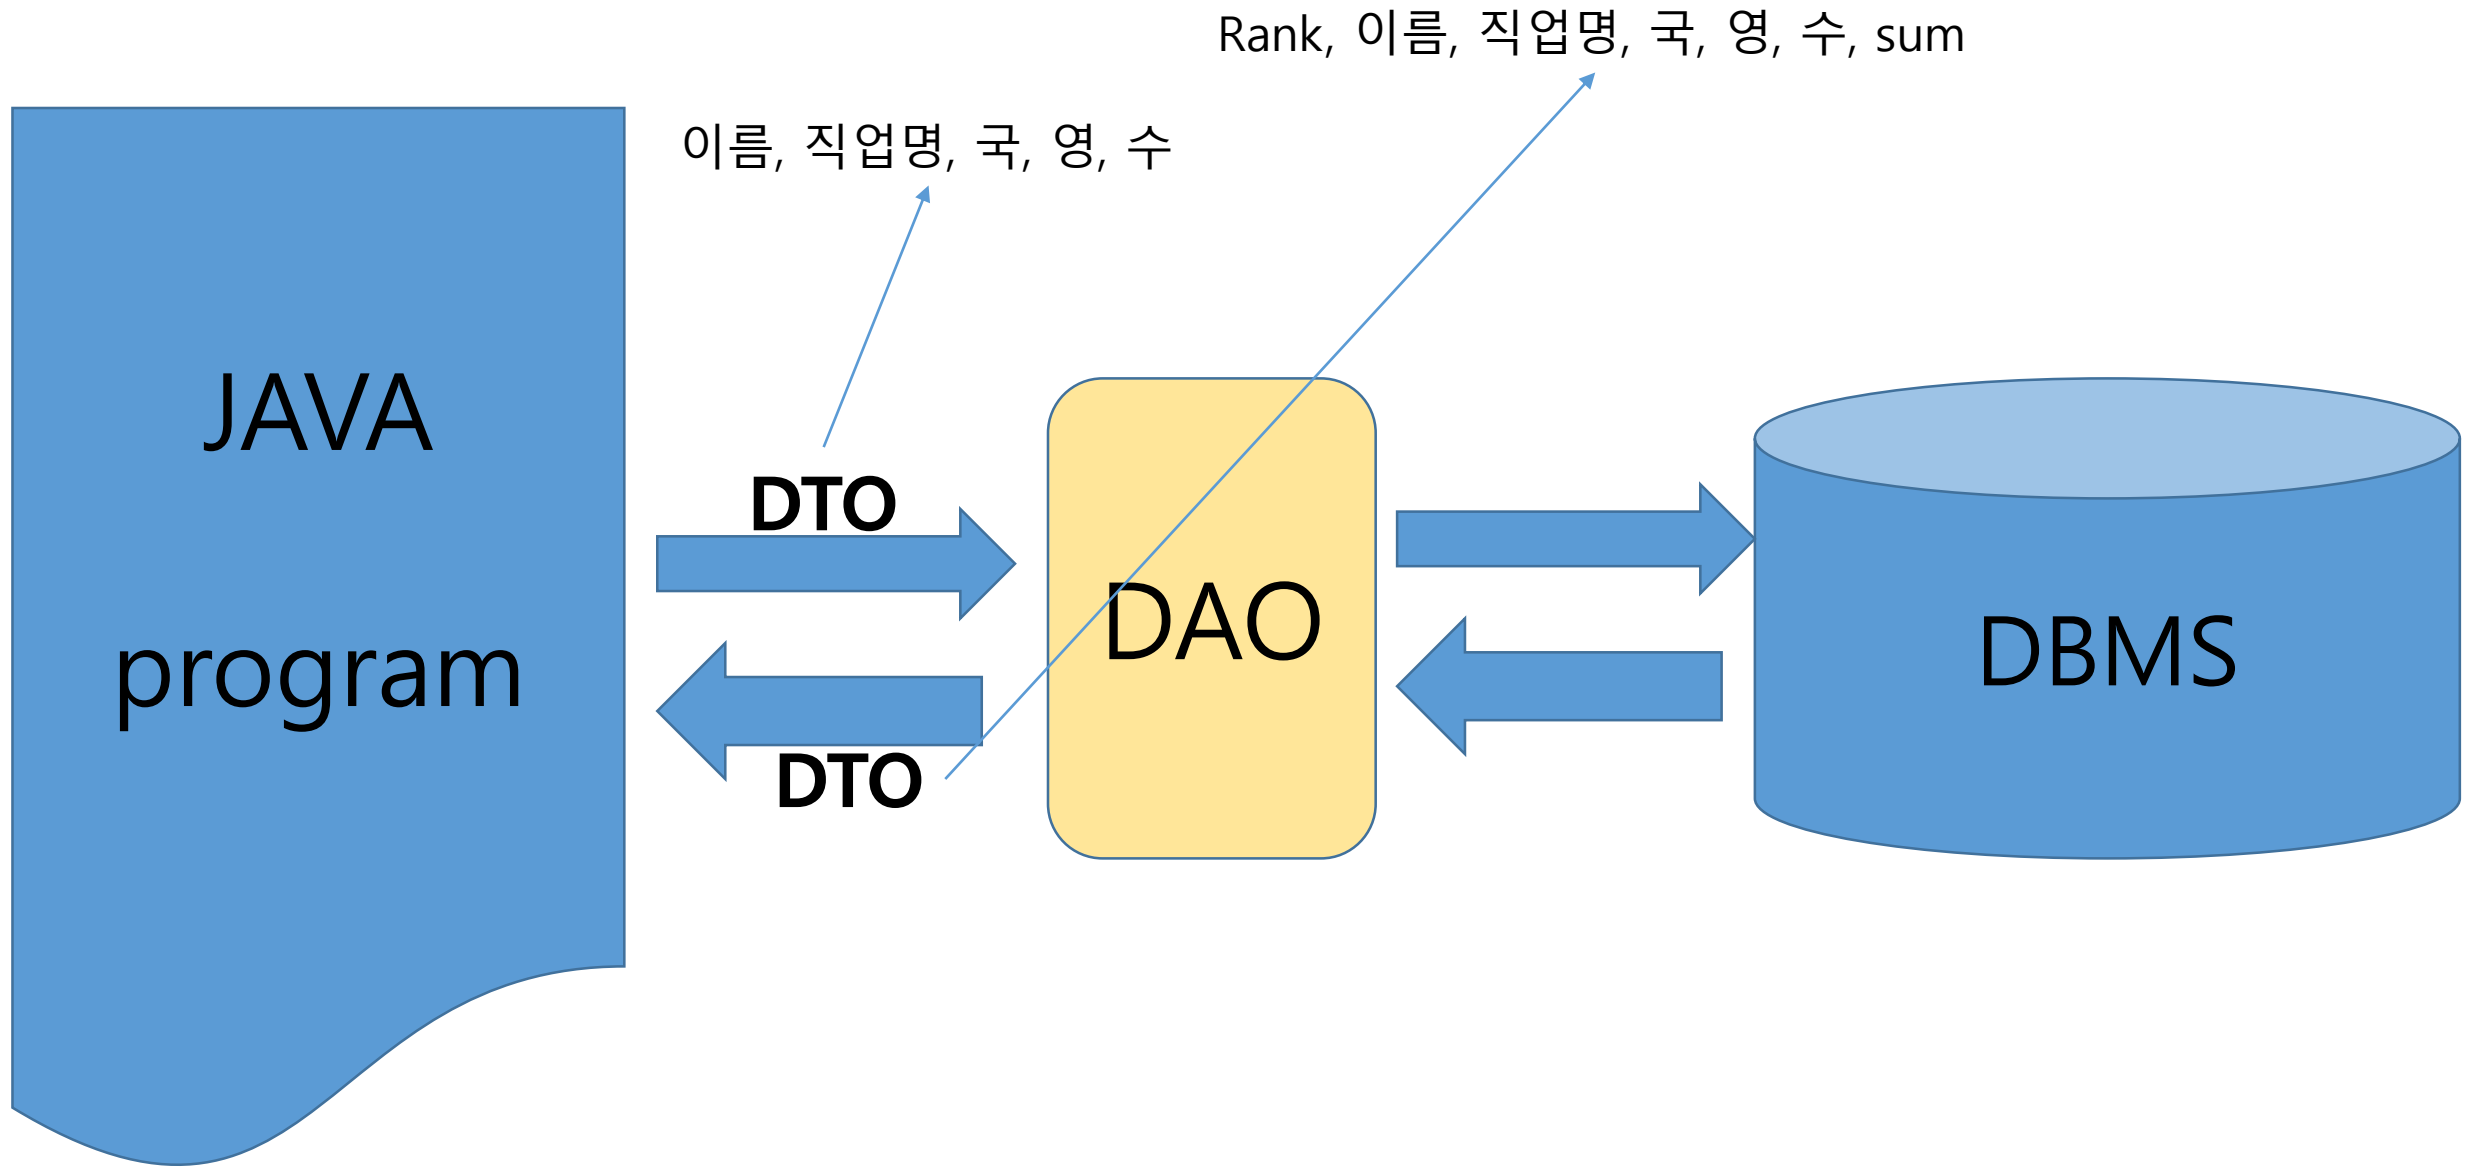 Rank, 이름, 직업명, 국, 영, 수, sum
이름, 직업명, 국, 영, 수
JAVA
program
DTO
DTO
DAO
DBMS